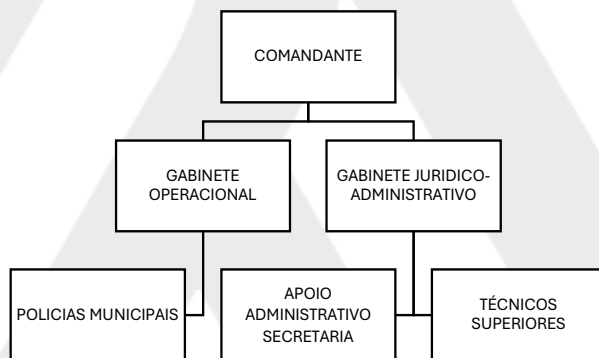 COMANDANTE
GABINETE
OPERACIONAL
GABINETE JURIDICO-
ADMINISTRATIVO
POLICIAS MUNICIPAIS
APOIO
ADMINISTRATIVO
SECRETARIA
TÉCNICOS
SUPERIORES